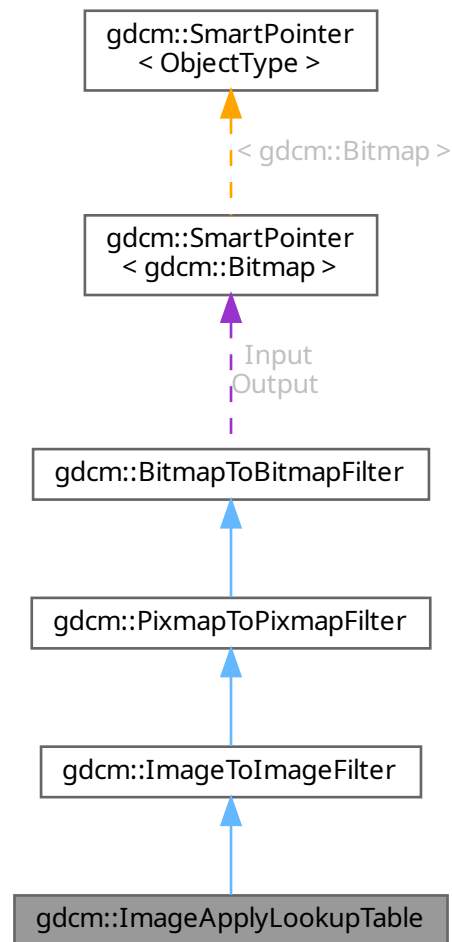 gdcm::SmartPointer
< ObjectType >
< gdcm::Bitmap >
gdcm::SmartPointer
< gdcm::Bitmap >
Input
Output
gdcm::BitmapToBitmapFilter
gdcm::PixmapToPixmapFilter
gdcm::ImageToImageFilter
gdcm::ImageApplyLookupTable